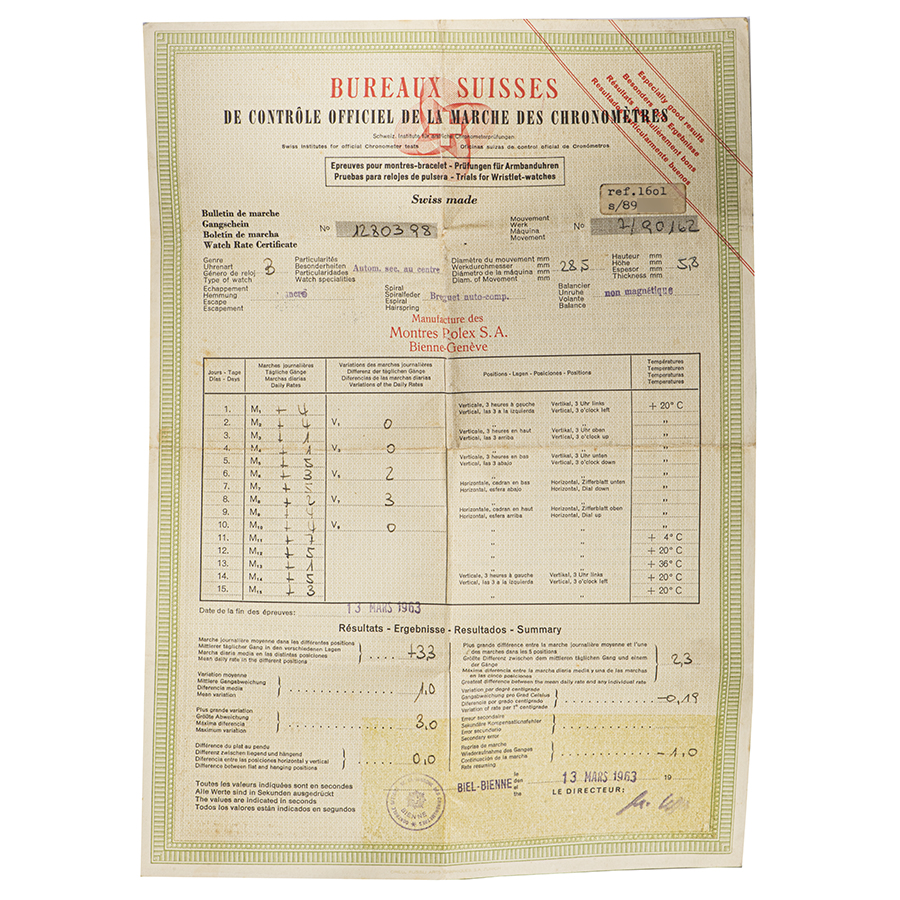 BUREAUX SUISSES
DE CONTRÔLE OFFICIEL DE LA MARCHE DES CHRONOMÈTRES
Especially good results
Besonders gute Ergebnisse
Résultats particulièrement bons
Resultados particularmente buenos
Schweiz. Institute für amtliche Chronometerprüfungen
Swiss Institutes for official Chronometer tests Oficinas suizas de control oficial de Cronómetros
Epreuves pour montres-bracelet - Prüfungen für Armbanduhren
Pruebas para relojes de pulsera - Trials for Wristlet-watches
Swiss made
ref.1601
s/89
Bulletin de marche
Gangschein
Boletín de marcha
Watch Rate Certificate
No 1280398
Mouvement
Werk
Máquina
Movement
No 7/90162
Genre
Uhrenart
Género de reloj
Type of watch
3
Particularités
Besonderheiten
Particularidades
Watch specialities
Autom. sec. au centre
Diamètre du mouvement mm
Werkdurchmesser mm
Diámetro de la máquina mm
Diam. of Movement mm
28,5
Hauteur mm
Höhe mm
Espesor mm
Thickness mm
5,8
Echappement
Hemmung
Escape
Escapement
ancre
Spiral
Spiralfeder
Espiral
Hairspring
Breguet auto-comp.
Balancier
Unruhe
Volante
Balance
non magnétique
Manufacture des
Montres Rolex S.A.
Bienne-Genève
Jours - Tage
Días - Days
Marches journalières
Tägliche Gänge
Marchas diarias
Daily Rates
Variations des marches journalières
Differenz der täglichen Gänge
Diferencias de las marchas diarias
Variations of the Daily Rates
Positions - Lagen - Posiciones - Positions
Températures
Temperaturen
Temperaturas
Temperatures
1. M1 + 4 Verticale, 3 heures à gauche Vertikal, 3 Uhr links + 20° C
Vertical, las 3 a la izquierda Vertical, 3 o'clock left
2. M2 + 4 V1 0 " " "
3. M3 + 1 Verticale, 3 heures en haut Vertikal, 3 Uhr oben "
Vertical, las 3 arriba Vertical, 3 o'clock up
4. M4 + 1 V2 0 " " "
5. M5 + 5 Verticale, 3 heures en bas Vertikal, 3 Uhr unten "
Vertical, las 3 abajo Vertical, 3 o'clock down
6. M6 + 3 V3 2 " " "
7. M7 + 5 Horizontale, cadran en bas Horizontal, Zifferblatt unten "
Horizontal, esfera abajo Horizontal, Dial down
8. M8 + 2 V4 3 " " "
9. M9 + 4 Horizontale, cadran en haut Horizontal, Zifferblatt oben "
Horizontal, esfera arriba Horizontal, Dial up
10. M10 + 4 V5 0 " " "
11. M11 + 7 " " + 4° C
12. M12 + 5 " " + 20° C
13. M13 + 1 " " + 36° C
14. M14 + 5 Verticale, 3 heures à gauche Vertikal, 3 Uhr links + 20° C
Vertical, las 3 a la izquierda Vertical, 3 o'clock left
15. M15 + 3 " " + 20° C
Date de la fin des épreuves: 13 MARS 1963
Résultats - Ergebnisse - Resultados - Summary
Marche journalière moyenne dans les différentes positions
Mittlerer täglicher Gang in den verschiedenen Lagen
Marcha diaria media en las distintas posiciones
Mean daily rate in the different positions
+3,3
Variation moyenne
Mittlere Gangabweichung
Diferencia media
Mean variation
1,0
Plus grande variation
Größte Abweichung
Máxima diferencia
Maximum variation
3,0
Différence du plat au pendu
Differenz zwischen liegend und hängend
Diferencia entre las posiciones horizontal y vertical
Difference between flat and hanging positions
0,0
Plus grande différence entre la marche journalière moyenne et l'une
des marches dans les 5 positions
Größte Differenz zwischen dem mittleren täglichen Gang und einem
der Gänge
Máxima diferencia entre la marcha diaria media y una de las marchas
en las cinco posiciones
Greatest difference between the mean daily rate and any individual rate
2,3
Variation par degré centigrade
Gangabweichung pro Grad Celsius
Diferencia por grado centígrado
Variation of rate per 1° centigrade
-0,19
Erreur secondaire
Sekundäre Kompensationsfehler
Error secundario
Secondary error
Reprise de marche
Wiederaufnahme des Ganges
Continuación de la marcha
Rate resuming
-1,0
Toutes les valeurs indiquées sont en secondes
Alle Werte sind in Sekunden ausgedrückt
The values are indicated in seconds
Todos los valores están indicados en segundos
BIENNE
BIEL-BIENNE
le
den
el
the
13 MARS 1963 19
LE DIRECTEUR: